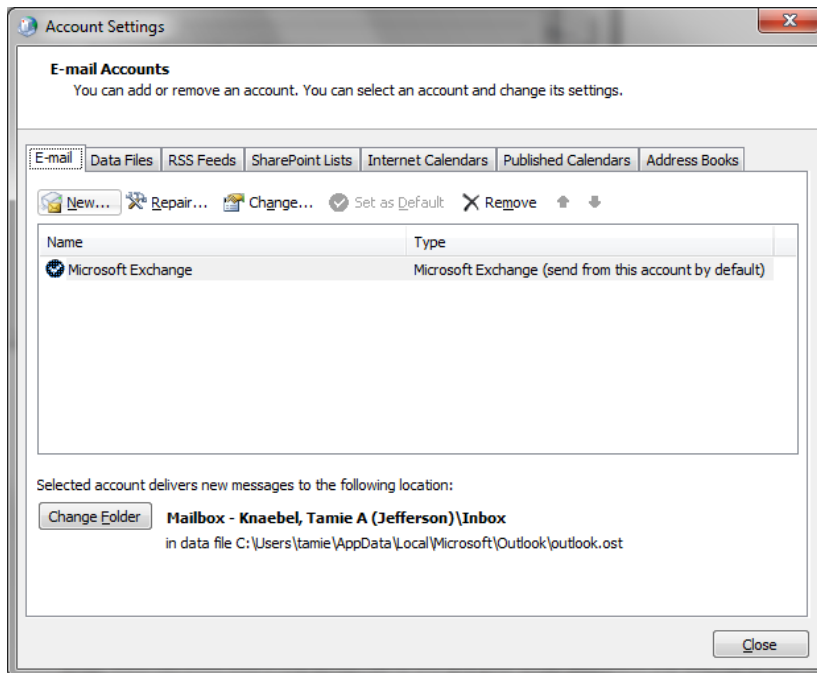 Account Settings
E-mail Accounts
You can add or remove an account. You can select an account and change its settings.
E-mail Data Files RSS Feeds SharePoint Lists Internet Calendars Published Calendars Address Books
New... Repair... Change... Set as Default Remove
Name Type
Microsoft Exchange Microsoft Exchange (send from this account by default)
Selected account delivers new messages to the following location:
Change Folder Mailbox - Knaebel, Tamie A (Jefferson)\Inbox
in data file C:\Users\tamie\AppData\Local\Microsoft\Outlook\outlook.ost
Close